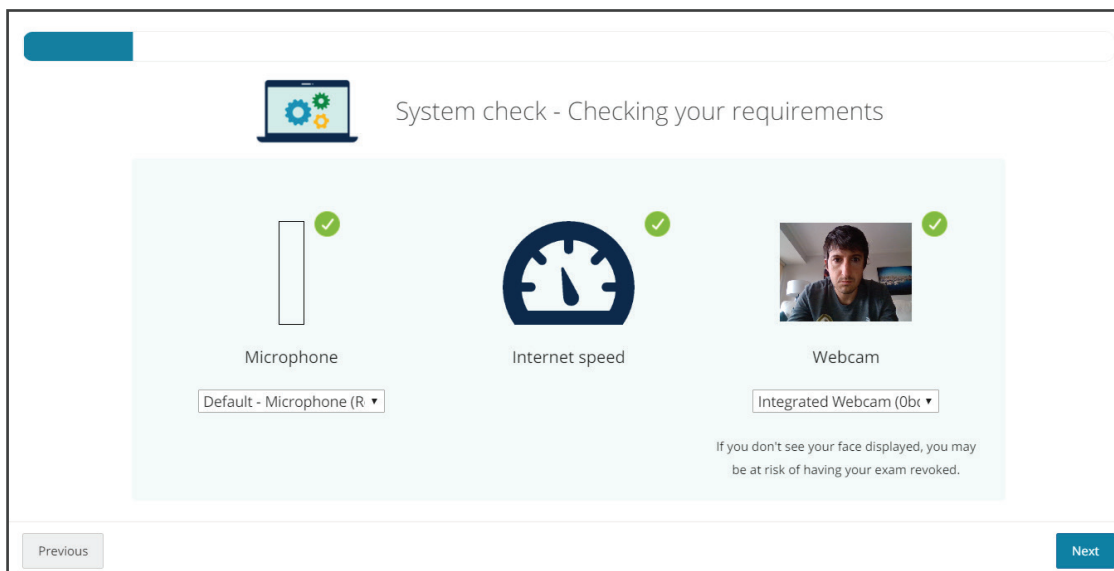 System check - Checking your requirements
Microphone
Internet speed
Webcam
Default - Microphone (R
Integrated Webcam (0bc
If you don't see your face displayed, you may
be at risk of having your exam revoked.
Previous
Next